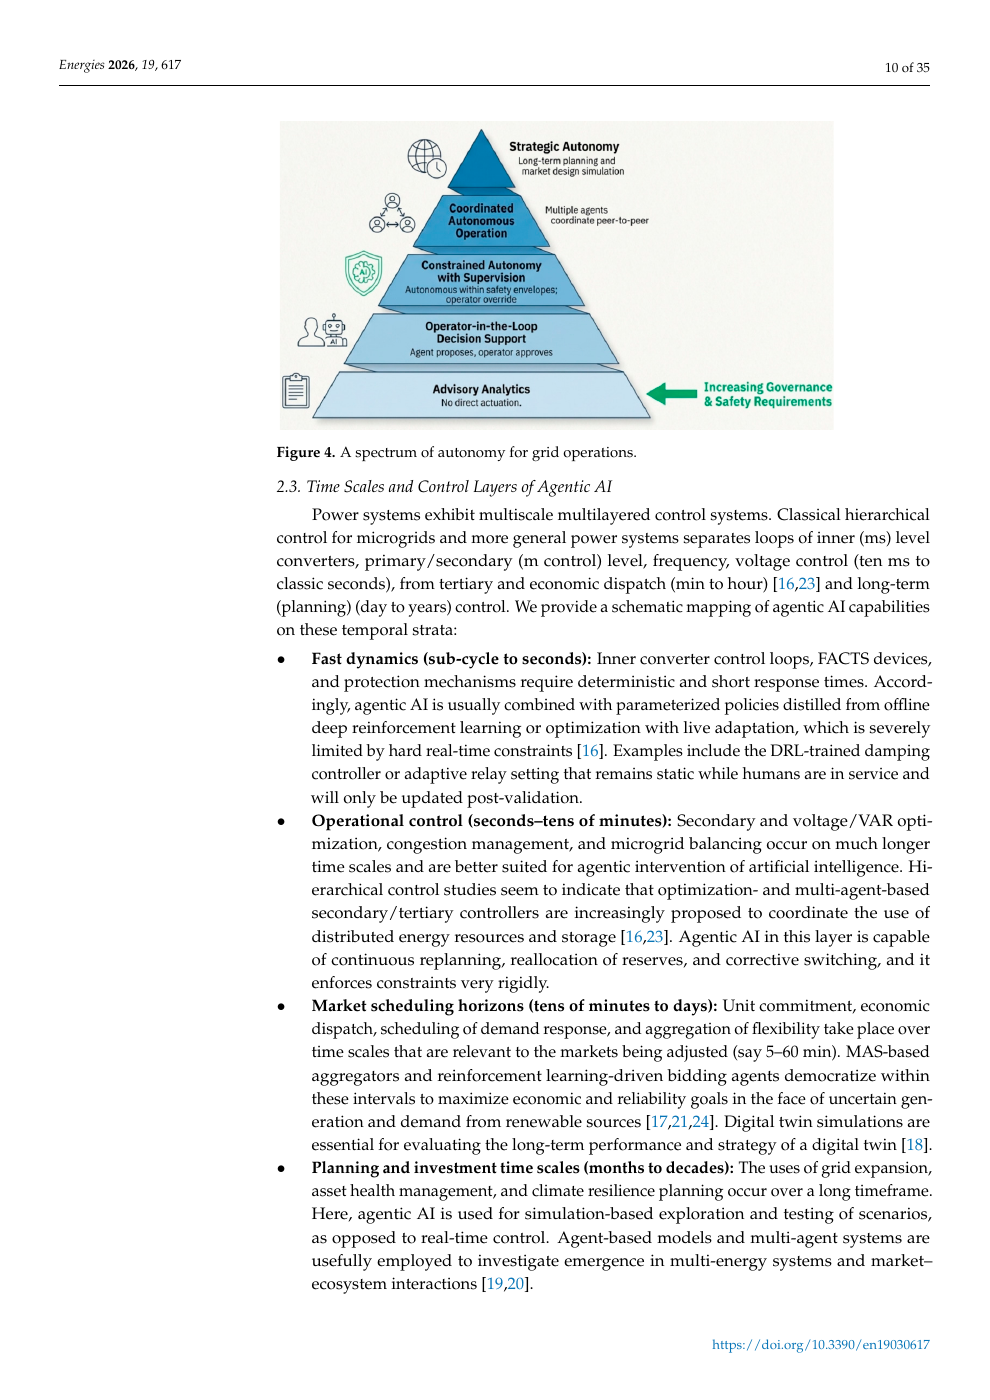 Energies 2026, 19, 617
10 of 35
Strategic Autonomy
Long-term planning and
market design simulation
Coordinated
Autonomous
Operation
Multiple agents
coordinate peer-to-peer
AI
Constrained Autonomy
with Supervision
Autonomous within safety envelopes;
operator override
AI
Operator-in-the-Loop
Decision Support
Agent proposes, operator approves
Advisory Analytics
No direct actuation.
Increasing Governance
& Safety Requirements
Figure 4. A spectrum of autonomy for grid operations.
2.3. Time Scales and Control Layers of Agentic AI
Power systems exhibit multiscale multilayered control systems. Classical hierarchical
control for microgrids and more general power systems separates loops of inner (ms) level
converters, primary/secondary (m control) level, frequency, voltage control (ten ms to
classic seconds), from tertiary and economic dispatch (min to hour) [16,23] and long-term
(planning) (day to years) control. We provide a schematic mapping of agentic AI capabilities
on these temporal strata:
• Fast dynamics (sub-cycle to seconds): Inner converter control loops, FACTS devices,
and protection mechanisms require deterministic and short response times. Accord-
ingly, agentic AI is usually combined with parameterized policies distilled from offline
deep reinforcement learning or optimization with live adaptation, which is severely
limited by hard real-time constraints [16]. Examples include the DRL-trained damping
controller or adaptive relay setting that remains static while humans are in service and
will only be updated post-validation.
• Operational control (seconds–tens of minutes): Secondary and voltage/VAR opti-
mization, congestion management, and microgrid balancing occur on much longer
time scales and are better suited for agentic intervention of artificial intelligence. Hi-
erarchical control studies seem to indicate that optimization- and multi-agent-based
secondary/tertiary controllers are increasingly proposed to coordinate the use of
distributed energy resources and storage [16,23]. Agentic AI in this layer is capable
of continuous replanning, reallocation of reserves, and corrective switching, and it
enforces constraints very rigidly.
• Market scheduling horizons (tens of minutes to days): Unit commitment, economic
dispatch, scheduling of demand response, and aggregation of flexibility take place over
time scales that are relevant to the markets being adjusted (say 5–60 min). MAS-based
aggregators and reinforcement learning-driven bidding agents democratize within
these intervals to maximize economic and reliability goals in the face of uncertain gen-
eration and demand from renewable sources [17,21,24]. Digital twin simulations are
essential for evaluating the long-term performance and strategy of a digital twin [18].
• Planning and investment time scales (months to decades): The uses of grid expansion,
asset health management, and climate resilience planning occur over a long timeframe.
Here, agentic AI is used for simulation-based exploration and testing of scenarios,
as opposed to real-time control. Agent-based models and multi-agent systems are
usefully employed to investigate emergence in multi-energy systems and market–
ecosystem interactions [19,20].
https://doi.org/10.3390/en19030617